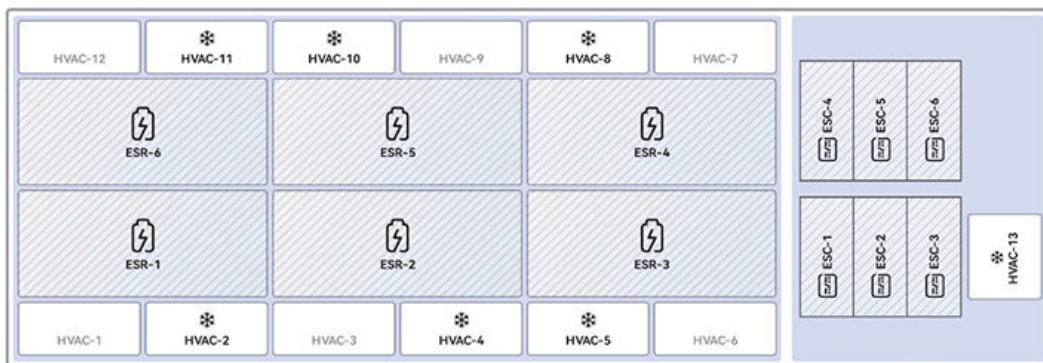 HVAC-12
HVAC-11
HVAC-10
HVAC-9
HVAC-8
HVAC-7
ESR-6
ESR-5
ESR-4
ESR-1
ESR-2
ESR-3
HVAC-1
HVAC-2
HVAC-3
HVAC-4
HVAC-5
HVAC-6
ESC-4
ESC-5
ESC-6
ESC-1
ESC-2
ESC-3
HVAC-13